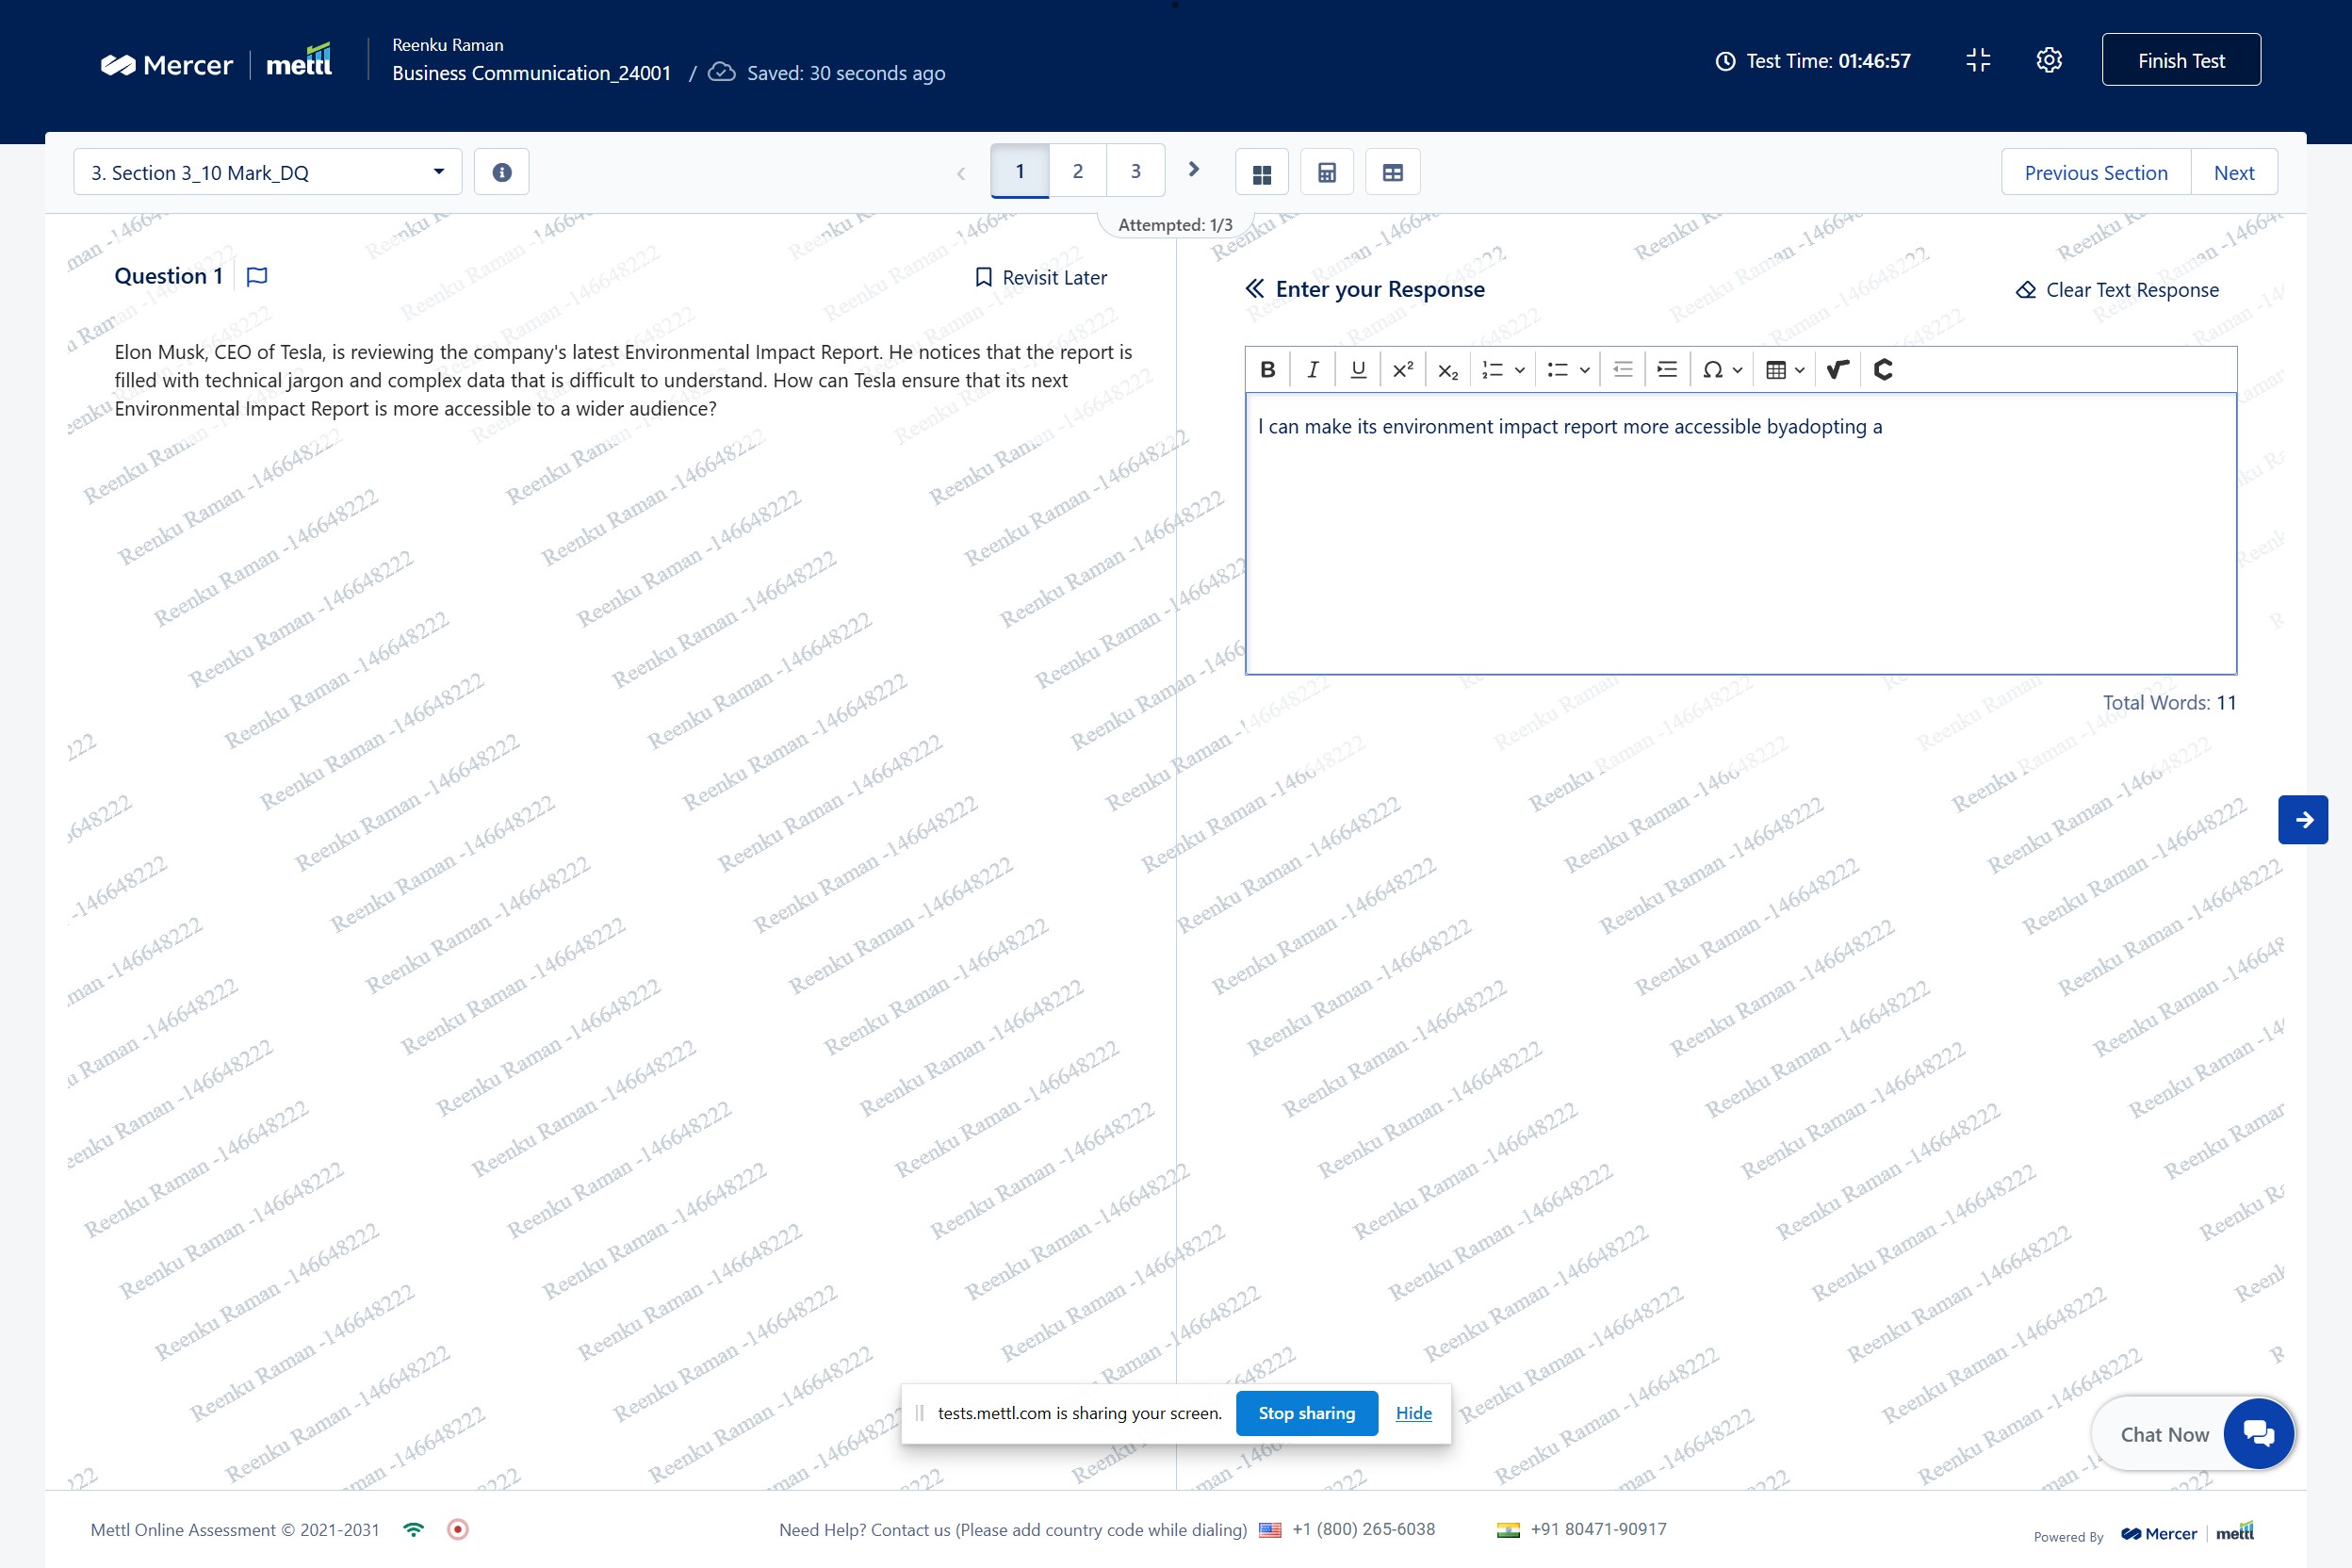 Mercer | mettl
Reenku Raman
Business Communication_24001 / Saved: 30 seconds ago
Test Time: 01:46:57
Finish Test
3. Section 3_10 Mark_DQ
1 2 3
Previous Section
Next
Attempted: 1/3
Question 1
Revisit Later
Elon Musk, CEO of Tesla, is reviewing the company's latest Environmental Impact Report. He notices that the report is
filled with technical jargon and complex data that is difficult to understand. How can Tesla ensure that its next
Environmental Impact Report is more accessible to a wider audience?
Enter your Response
Clear Text Response
I can make its environment impact report more accessible byadopting a
Total Words: 11
Reenku Raman -146648222
tests.mettl.com is sharing your screen.
Stop sharing
Hide
Chat Now
Mettl Online Assessment © 2021-2031
Need Help? Contact us (Please add country code while dialing) +1 (800) 265-6038 +91 80471-90917
Powered By Mercer | mettl